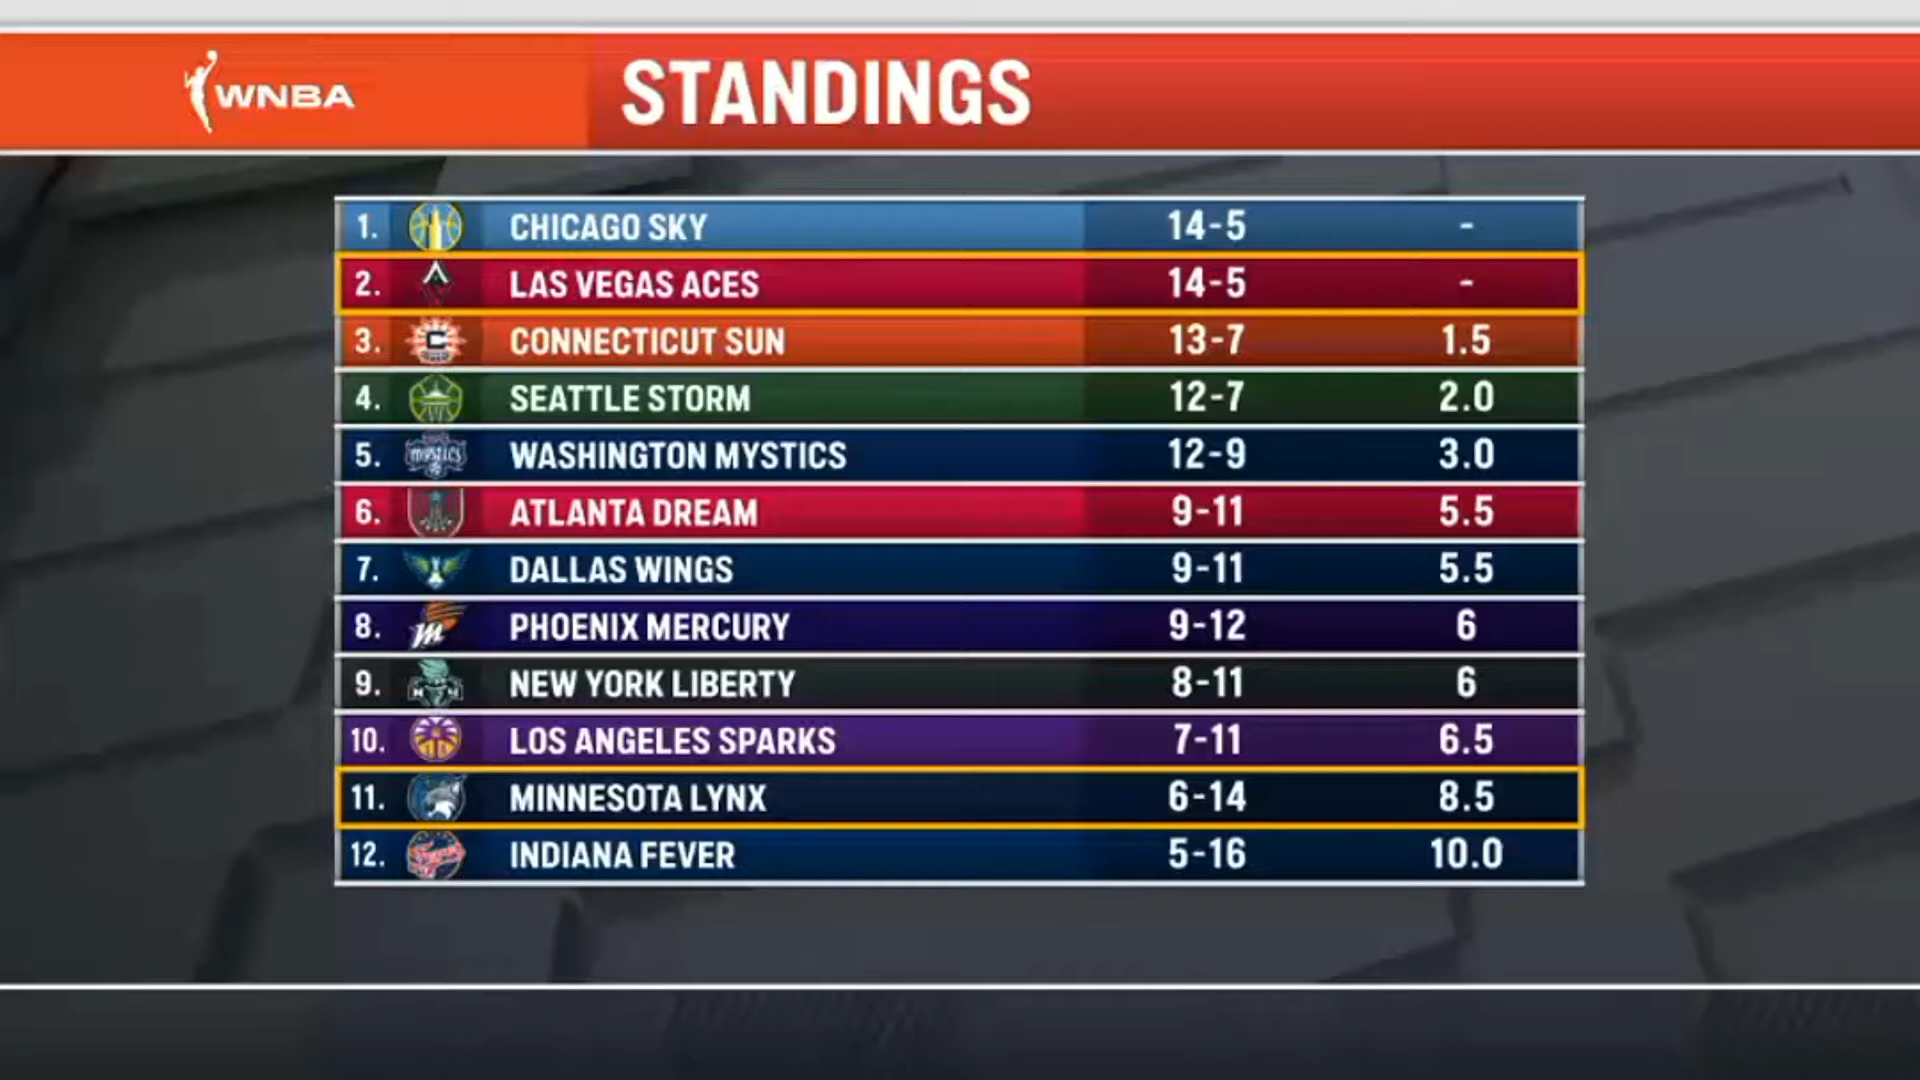 WNBA STANDINGS
1. CHICAGO SKY 14-5 -
2. LAS VEGAS ACES 14-5 -
3. CONNECTICUT SUN 13-7 1.5
4. SEATTLE STORM 12-7 2.0
5. WASHINGTON MYSTICS 12-9 3.0
6. ATLANTA DREAM 9-11 5.5
7. DALLAS WINGS 9-11 5.5
8. PHOENIX MERCURY 9-12 6
9. NEW YORK LIBERTY 8-11 6
10. LOS ANGELES SPARKS 7-11 6.5
11. MINNESOTA LYNX 6-14 8.5
12. INDIANA FEVER 5-16 10.0